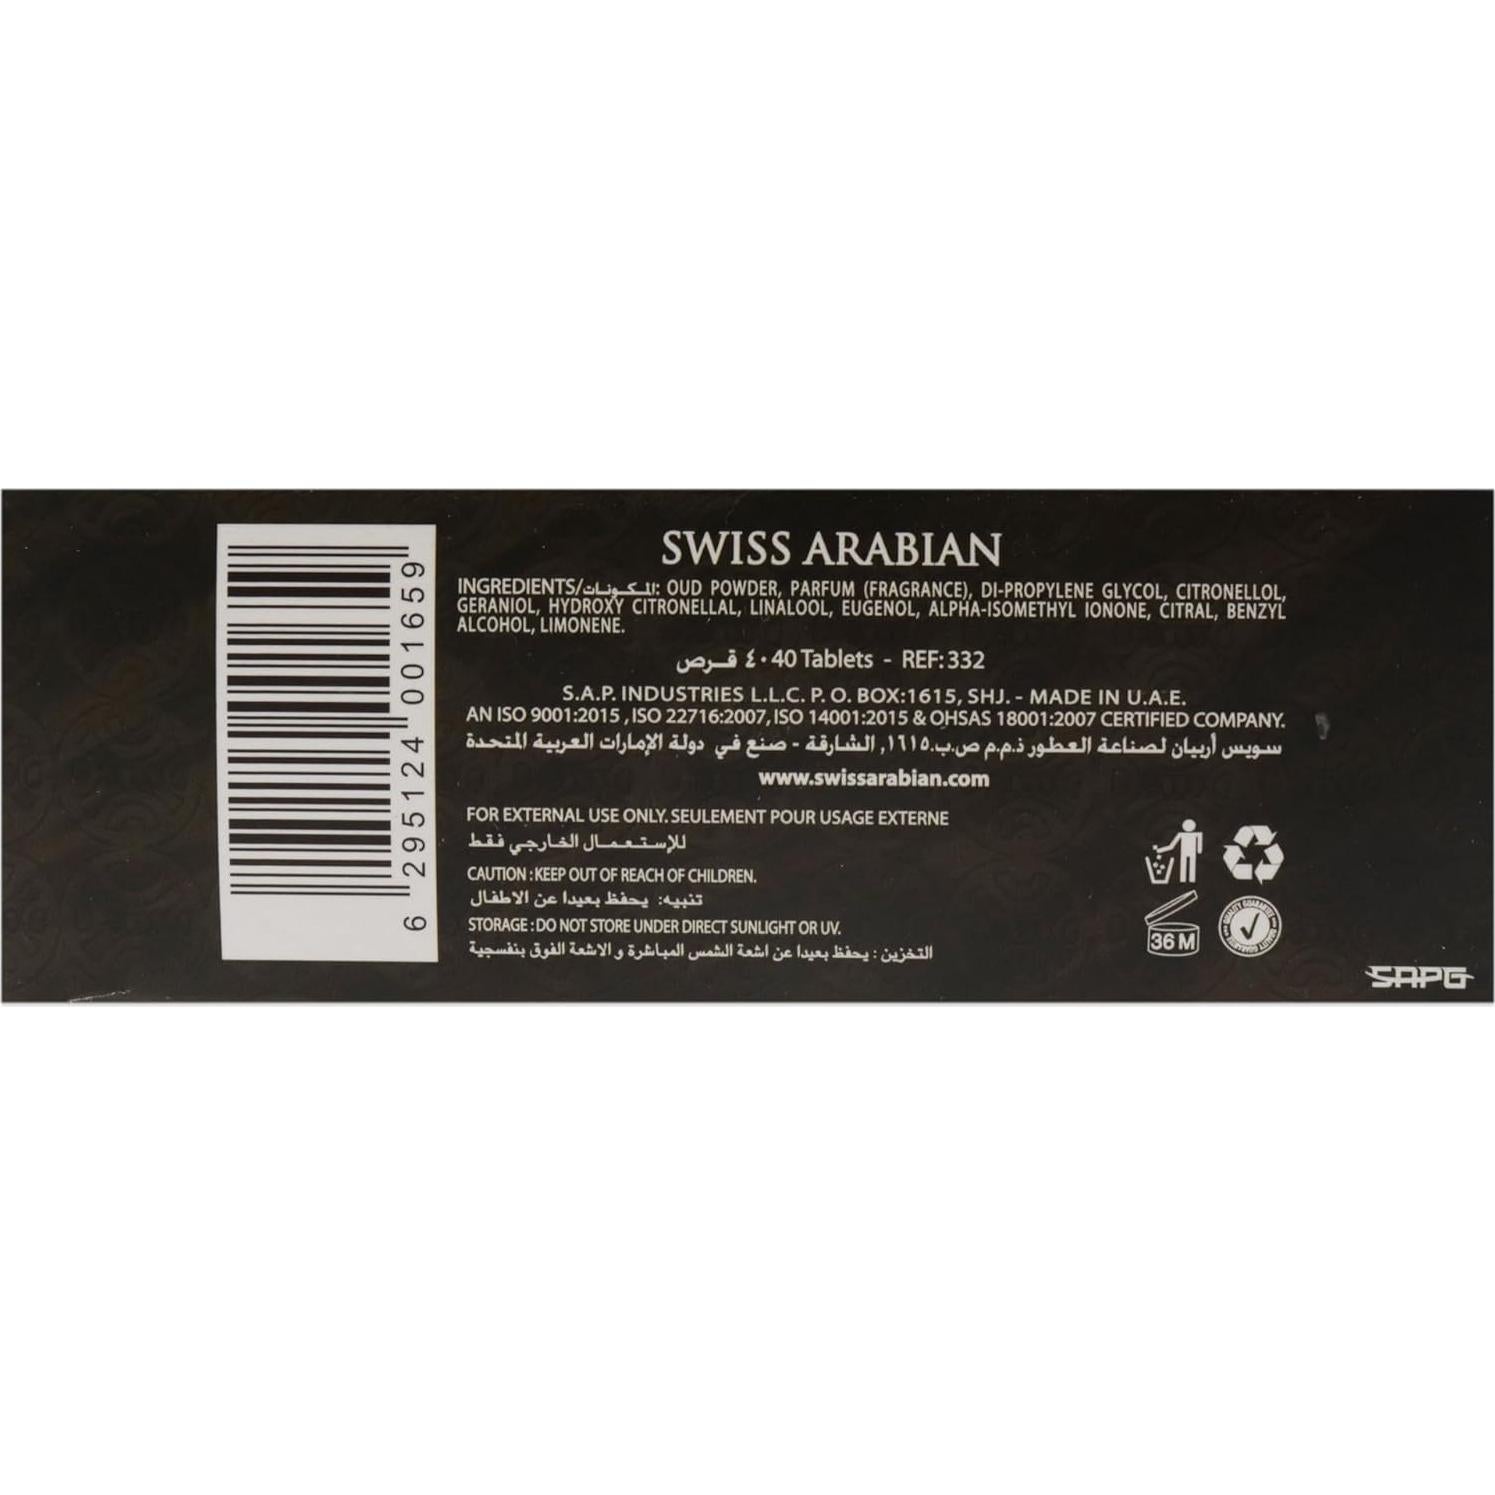 SWISS ARABIAN
INGREDIENTS/المكونات: OUD POWDER, PARFUM (FRAGRANCE), DI-PROPYLENE GLYCOL, CITRONELLOL,
GERANIOL, HYDROXY CITRONELLAL, LINALOOL, EUGENOL, ALPHA-ISOMETHYL IONONE, CITRAL, BENZYL
ALCOHOL, LIMONENE.
٤٠ قرص 40 Tablets - REF: 332
S.A.P. INDUSTRIES L.L.C. P. O. BOX:1615, SHJ. - MADE IN U.A.E.
AN ISO 9001:2015 , ISO 22716:2007, ISO 14001:2015 & OHSAS 18001:2007 CERTIFIED COMPANY.
سويس أربيان لصناعة العطور ذ.م.م ص.ب.١٦١٥, الشارقة - صنع في دولة الإمارات العربية المتحدة
www.swissarabian.com
FOR EXTERNAL USE ONLY. SEULEMENT POUR USAGE EXTERNE
للإستعمال الخارجي فقط
CAUTION : KEEP OUT OF REACH OF CHILDREN.
تنبيه: يحفظ بعيدا عن الاطفال
STORAGE : DO NOT STORE UNDER DIRECT SUNLIGHT OR UV.
التخزين : يحفظ بعيدا عن اشعة الشمس المباشرة و الاشعة الفوق بنفسجية
6 295124 001659
36 M
SAPG